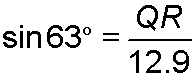 sin63° = QR/12.9